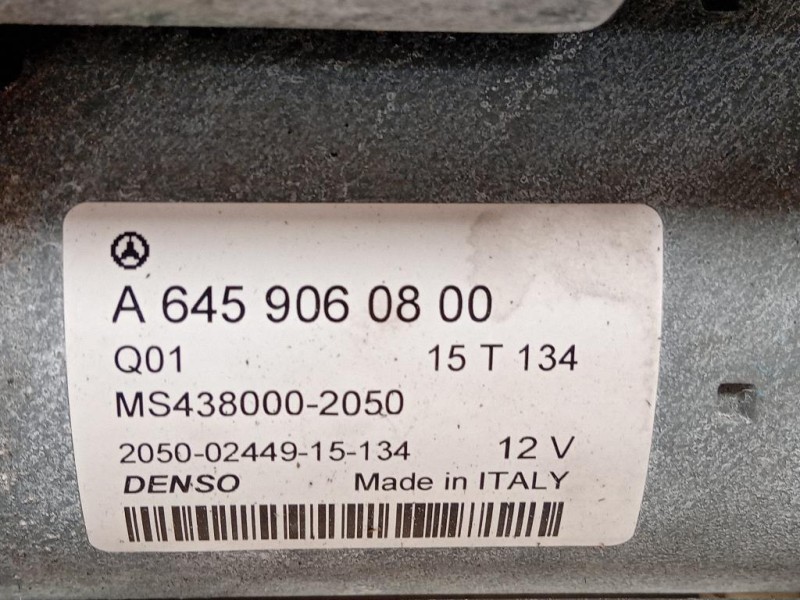 A 645 906 08 00
Q01 15 T 134
MS438000-2050
2050-02449-15-134 12 V
DENSO Made in ITALY